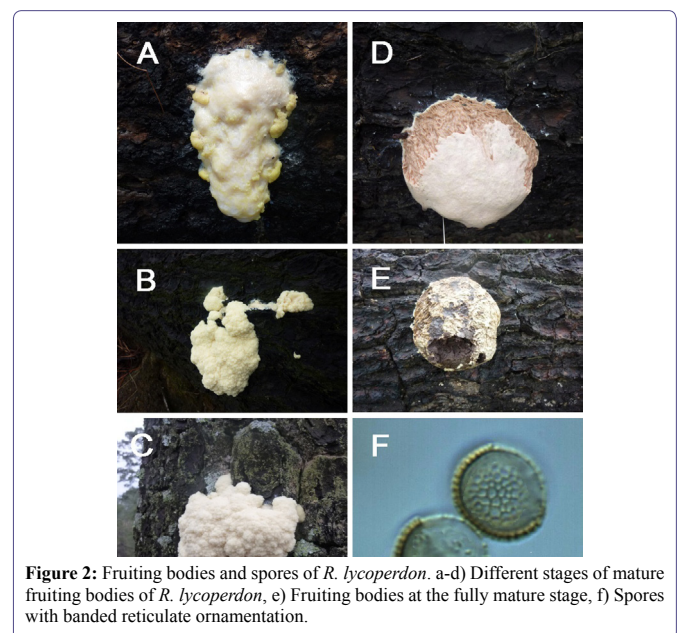 A
D
B
E
C
F
Figure 2: Fruiting bodies and spores of R. lycoperdon. a-d) Different stages of mature
fruiting bodies of R. lycoperdon, e) Fruiting bodies at the fully mature stage, f) Spores
with banded reticulate ornamentation.